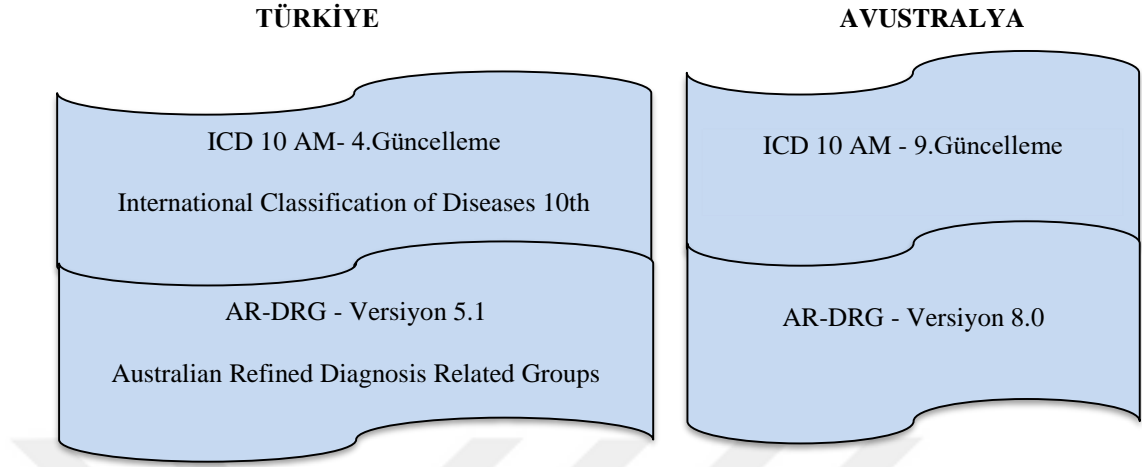 TÜRKİYE
AVUSTRALYA
ICD 10 AM- 4.Güncelleme
International Classification of Diseases 10th
AR-DRG - Versiyon 5.1
Australian Refined Diagnosis Related Groups
ICD 10 AM - 9.Güncelleme
AR-DRG - Versiyon 8.0